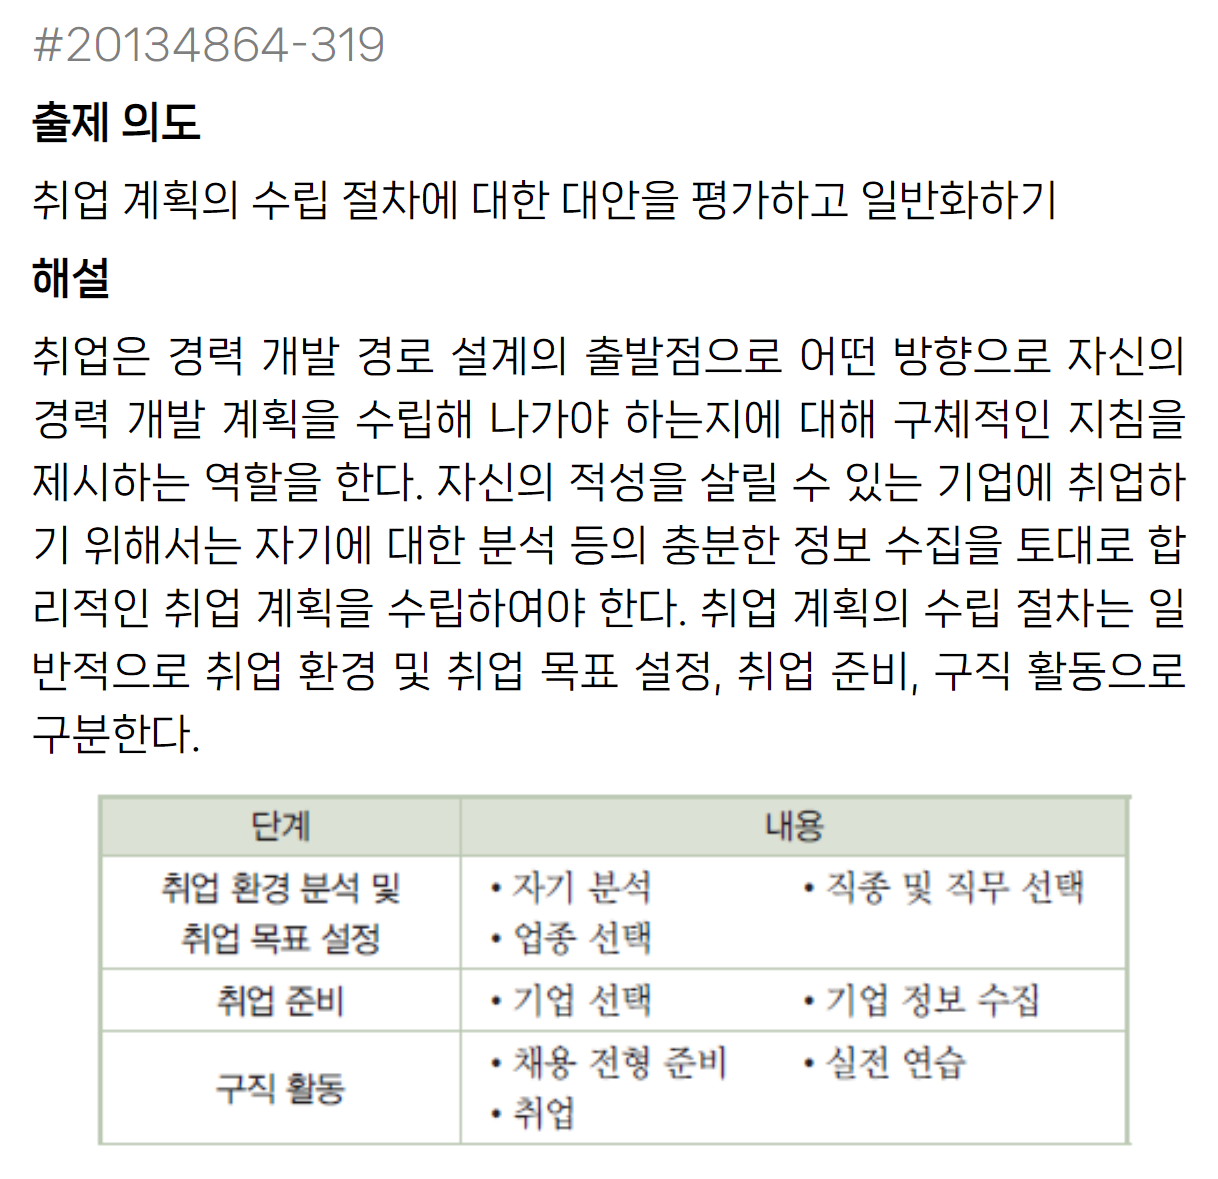 #20134864-319
출제 의도
취업 계획의 수립 절차에 대한 대안을 평가하고 일반화하기
해설
취업은 경력 개발 경로 설계의 출발점으로 어떤 방향으로 자신의
경력 개발 계획을 수립해 나가야 하는지에 대해 구체적인 지침을
제시하는 역할을 한다. 자신의 적성을 살릴 수 있는 기업에 취업하
기 위해서는 자기에 대한 분석 등의 충분한 정보 수집을 토대로 합
리적인 취업 계획을 수립하여야 한다. 취업 계획의 수립 절차는 일
반적으로 취업 환경 및 취업 목표 설정, 취업 준비, 구직 활동으로
구분한다.
단계 내용
취업 환경 분석 및 • 자기 분석 • 직종 및 직무 선택
취업 목표 설정 • 업종 선택
취업 준비 • 기업 선택 • 기업 정보 수집
구직 활동 • 채용 전형 준비 • 실전 연습
• 취업